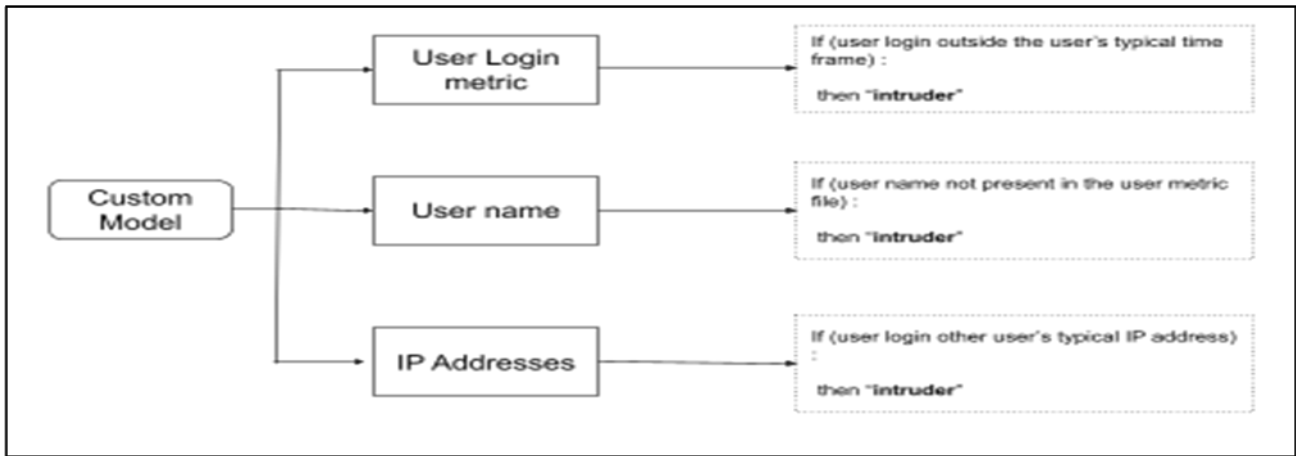 User Login
metric
If (user login outside the user's typical time
frame) :
then "intruder"
Custom
Model
User name
If (user name not present in the user metric
file) :
then "intruder"
IP Addresses
If (user login other user's typical IP address)
:
then "intruder"